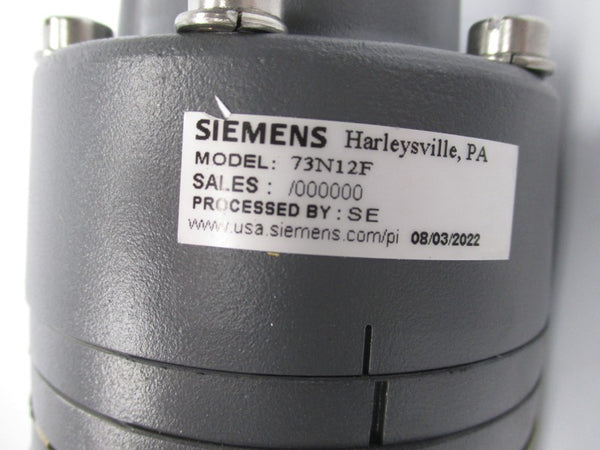 SIEMENS Harleysville, PA
MODEL: 73N12F
SALES : /000000
PROCESSED BY : SE
www.usa.siemens.com/pi 08/03/2022